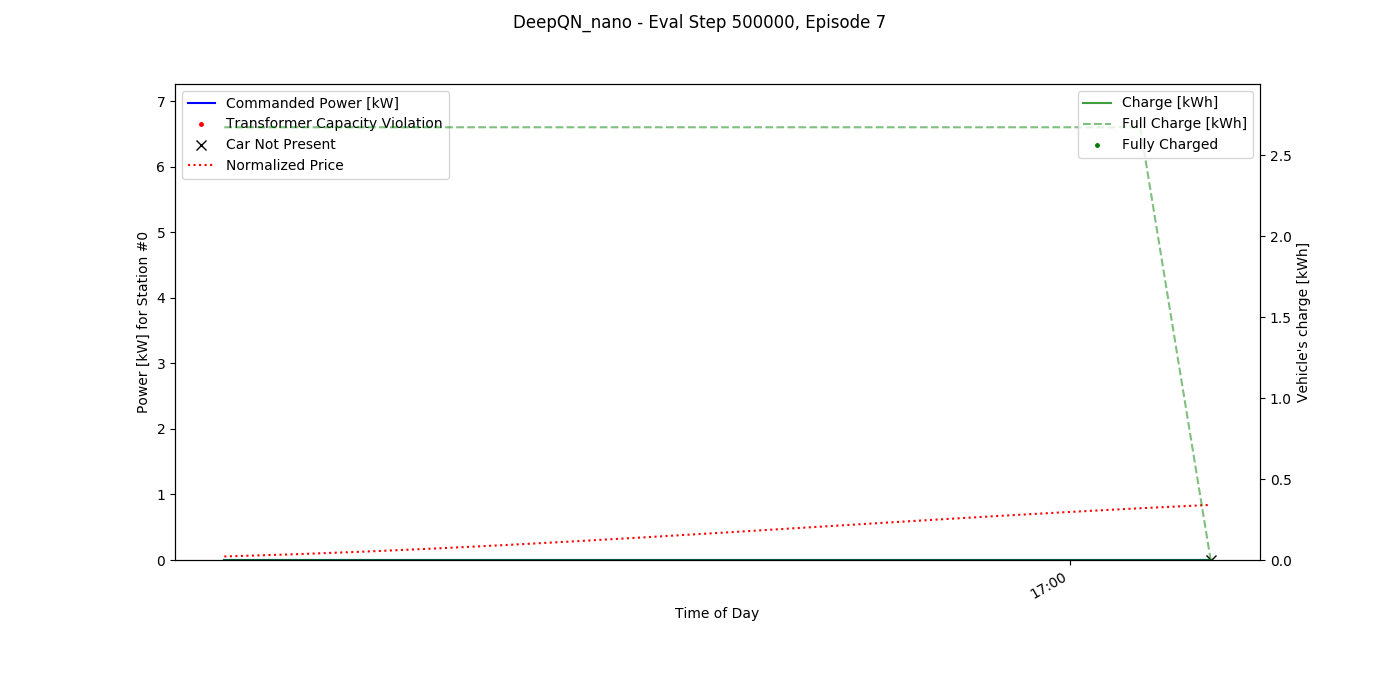 DeepQN_nano - Eval Step 500000, Episode 7
Commanded Power [kW]
Transformer Capacity Violation
Car Not Present
Normalized Price
Charge [kWh]
Full Charge [kWh]
Fully Charged
7
6
5
4
3
2
1
0
Power [kW] for Station #0
2.5
2.0
1.5
1.0
0.5
0.0
Vehicle's charge [kWh]
17:00
Time of Day